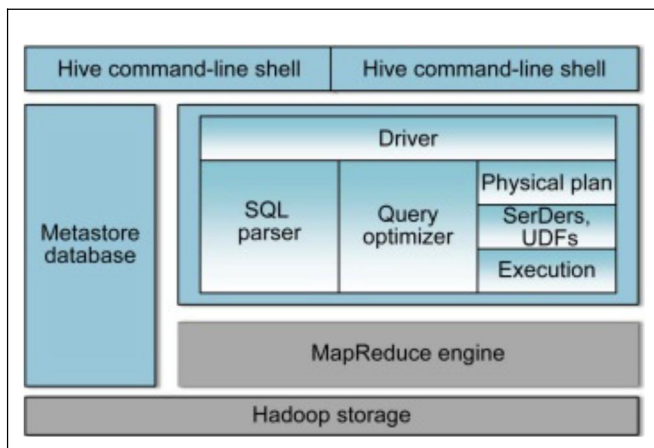 Hive command-line shell
Hive command-line shell
Metastore
database
Driver
SQL
parser
Query
optimizer
Physical plan
SerDers,
UDFs
Execution
MapReduce engine
Hadoop storage